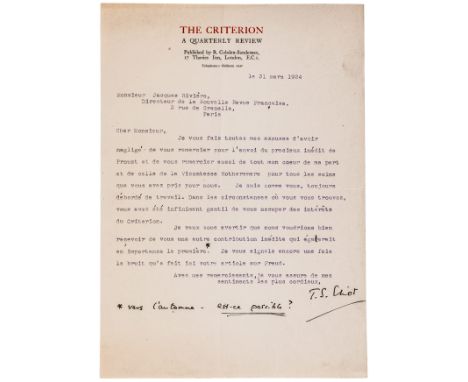 THE CRITERION
A QUARTERLY REVIEW
Published by R. Cobden-Sanderson,
17 Thavies Inn, London, E.C.1.
le 31 mars 1924
Monsieur Jacques Rivière,
Directeur de la Nouvelle Revue Française,
3 rue de Grenelle,
Paris
Cher Monsieur,
Je vous fais toutes mes excuses d'avoir
negligé de vous remercier pour l'envoi du precieux inédit de
Proust et de vous remercier aussi de tout mon coeur de ma part
et de celle de la Vicomtesse Rothermere pour tous les soins
que vous avez pris pour nous. Je suis comme vous, toujours
débordé de travail. Dans les circonstances où vous vous trouvez,
vous avez été infiniment gentil de vous occuper des intérêts
du Criterion.
Je veux vous avertir que nous voudrions bien
recevoir de vous une autre contribution inédite qui égalerait
en importance la première. * Je vous signale encore une fois
le bruit qu'a fait ici votre article sur Freud.
Avec mes remerciements, je vous assure de mes
sentiments les plus cordiaux,
T.S. Eliot
* vers l'automne - est-ce possible?